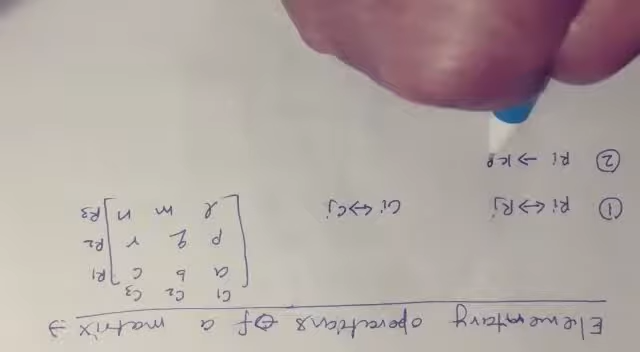 Elementary operations of a matrix →
C1 C2 C3
a b c R1
p q r R2
l m n R3
① Ri ↔ Rj Ci ↔ Cj
② Ri → kR